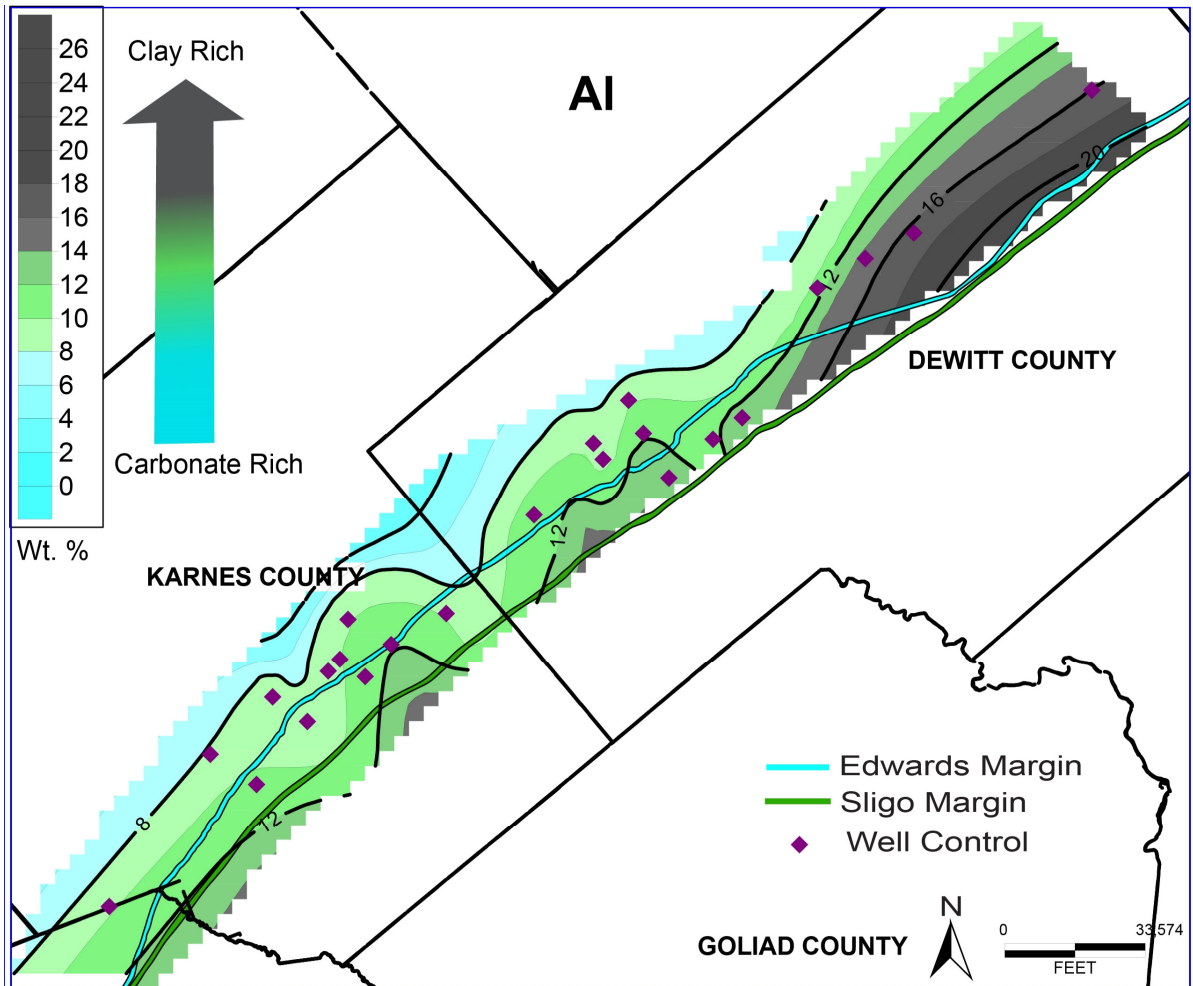 26
24
22
20
18
16
14
12
10
8
6
4
2
0
Wt. %
Clay Rich
Carbonate Rich
Al
20
16
12
DEWITT COUNTY
12
KARNES COUNTY
8
12
Edwards Margin
Sligo Margin
Well Control
GOLIAD COUNTY
N
0 33,574
FEET